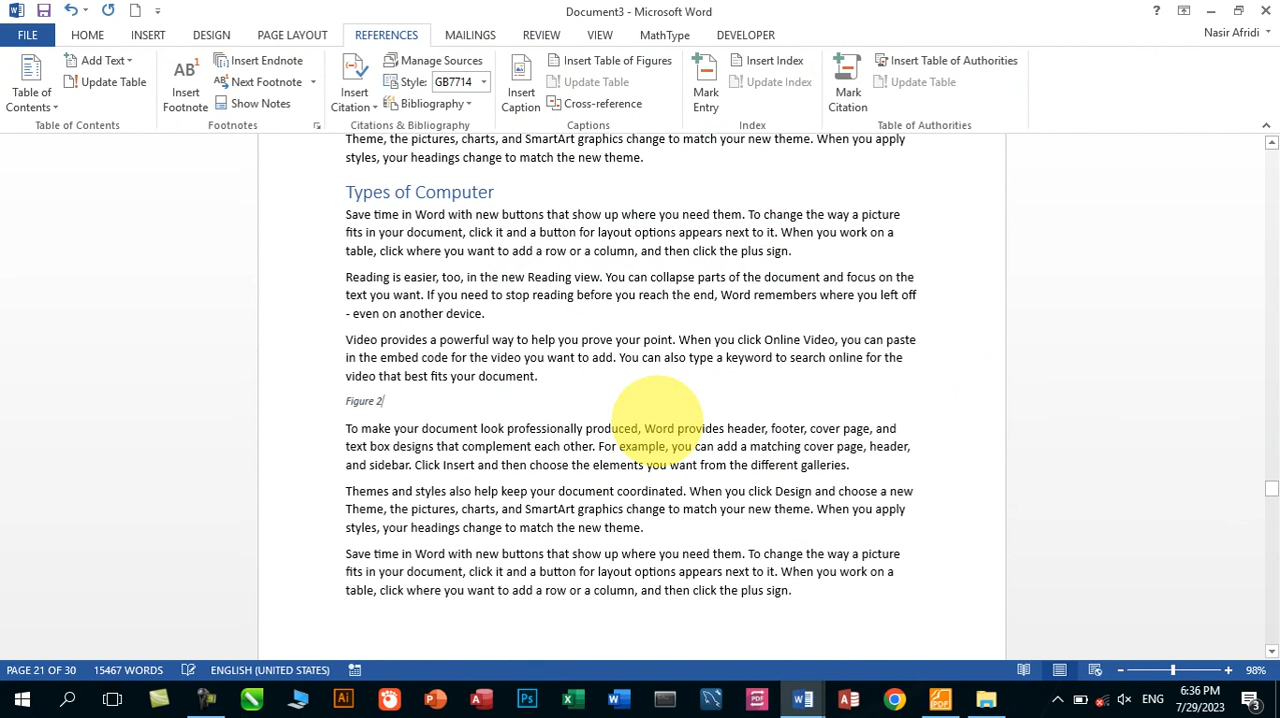 Document3 - Microsoft Word
?
FILE
HOME
INSERT
DESIGN
PAGE LAYOUT
REFERENCES
MAILINGS
REVIEW
VIEW
MathType
DEVELOPER
Nasir Afridi
Table of Contents
Add Text
Update Table
Table of Contents
AB1
Insert Footnote
Insert Endnote
Next Footnote
Show Notes
Footnotes
Insert Citation
Manage Sources
Style: GB7714
Bibliography
Citations & Bibliography
Insert Caption
Insert Table of Figures
Update Table
Cross-reference
Captions
Mark Entry
Insert Index
Update Index
Index
Mark Citation
Insert Table of Authorities
Update Table
Table of Authorities
Theme, the pictures, charts, and SmartArt graphics change to match your new theme. When you apply
styles, your headings change to match the new theme.
Types of Computer
Save time in Word with new buttons that show up where you need them. To change the way a picture
fits in your document, click it and a button for layout options appears next to it. When you work on a
table, click where you want to add a row or a column, and then click the plus sign.
Reading is easier, too, in the new Reading view. You can collapse parts of the document and focus on the
text you want. If you need to stop reading before you reach the end, Word remembers where you left off
- even on another device.
Video provides a powerful way to help you prove your point. When you click Online Video, you can paste
in the embed code for the video you want to add. You can also type a keyword to search online for the
video that best fits your document.
Figure 2
To make your document look professionally produced, Word provides header, footer, cover page, and
text box designs that complement each other. For example, you can add a matching cover page, header,
and sidebar. Click Insert and then choose the elements you want from the different galleries.
Themes and styles also help keep your document coordinated. When you click Design and choose a new
Theme, the pictures, charts, and SmartArt graphics change to match your new theme. When you apply
styles, your headings change to match the new theme.
Save time in Word with new buttons that show up where you need them. To change the way a picture
fits in your document, click it and a button for layout options appears next to it. When you work on a
table, click where you want to add a row or a column, and then click the plus sign.
PAGE 21 OF 30
15467 WORDS
ENGLISH (UNITED STATES)
98%
ENG
6:36 PM
7/29/2023
3